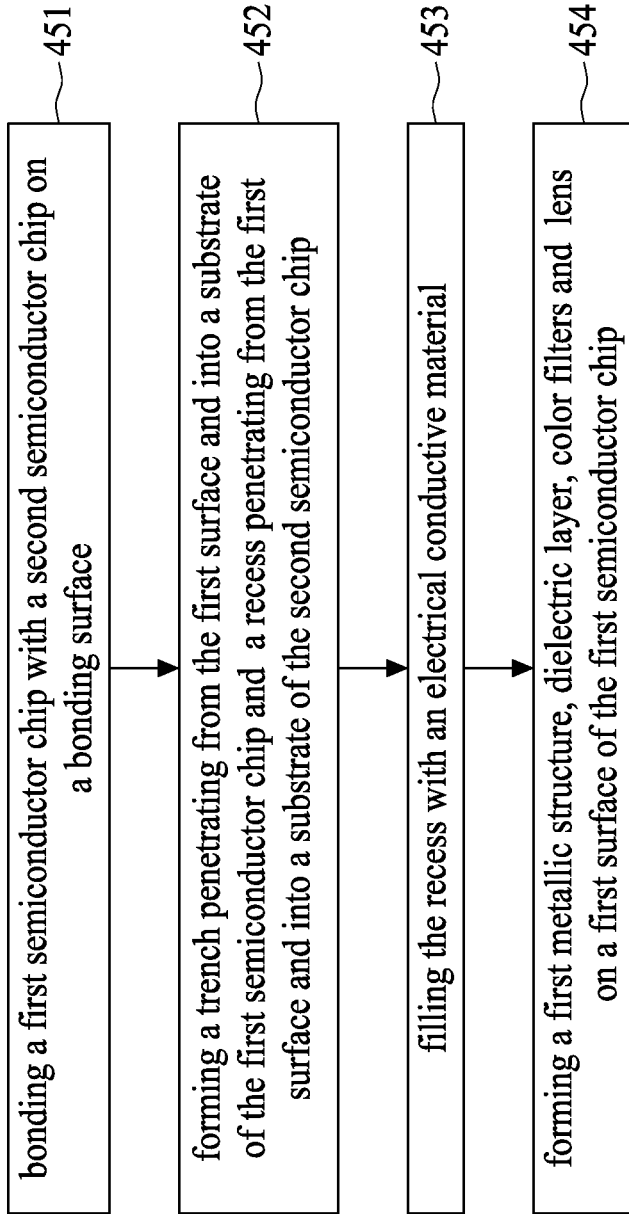 bonding a first semiconductor chip with a second semiconductor chip on
a bonding surface
451
forming a trench penetrating from the first surface and into a substrate
of the first semiconductor chip and a recess penetrating from the first
surface and into a substrate of the second semiconductor chip
452
filling the recess with an electrical conductive material
453
forming a first metallic structure, dielectric layer, color filters and lens
on a first surface of the first semiconductor chip
454